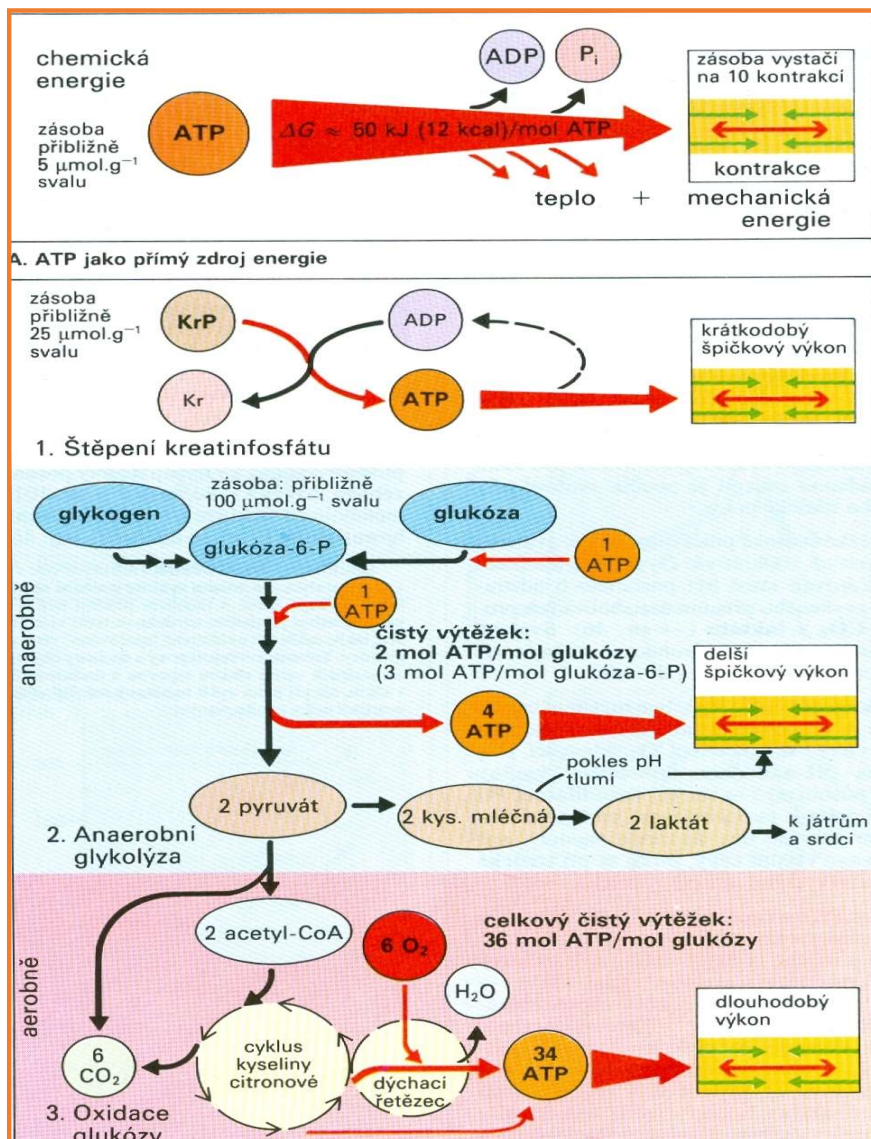 chemická
energie
zásoba
přibližně
5 µmol.g⁻¹
svalu
ATP
ΔG ≈ 50 kJ (12 kcal)/mol ATP
ADP
Pi
teplo + mechanická
energie
zásoba vystačí
na 10 kontrakcí
kontrakce
A. ATP jako přímý zdroj energie
zásoba
přibližně
25 µmol.g⁻¹
svalu
KrP
Kr
ADP
ATP
krátkodobý
špičkový výkon
1. Štěpení kreatinfosfátu
anaerobně
zásoba: přibližně
100 µmol.g⁻¹ svalu
glykogen
glukóza-6-P
glukóza
1
ATP
1
ATP
čistý výtěžek:
2 mol ATP/mol glukózy
(3 mol ATP/mol glukóza-6-P)
4
ATP
delší
špičkový výkon
pokles pH
tlumí
2 pyruvát
2 kys. mléčná
2 laktát
k játrům
a srdci
2. Anaerobní
glykolýza
aerobně
2 acetyl-CoA
6 O₂
celkový čistý výtěžek:
36 mol ATP/mol glukózy
H₂O
6
CO₂
cyklus
kyseliny
citronové
dýchací
řetězec
34
ATP
dlouhodobý
výkon
3. Oxidace
glukózy